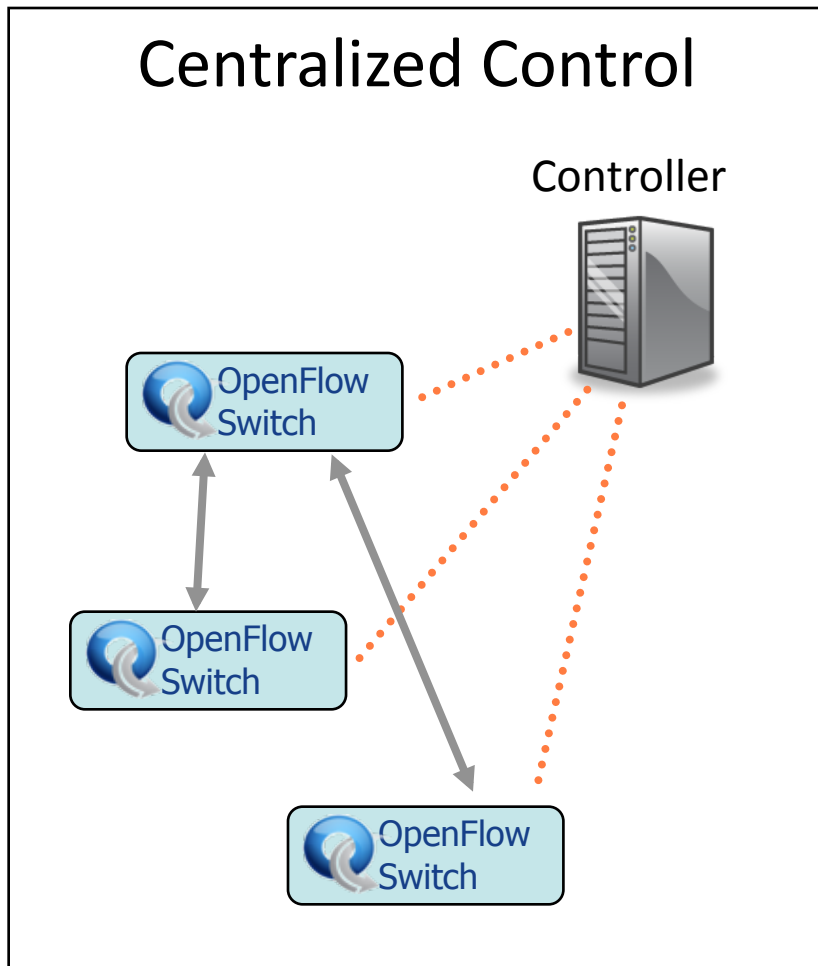 Centralized Control
Controller
OpenFlow
Switch
OpenFlow
Switch
OpenFlow
Switch